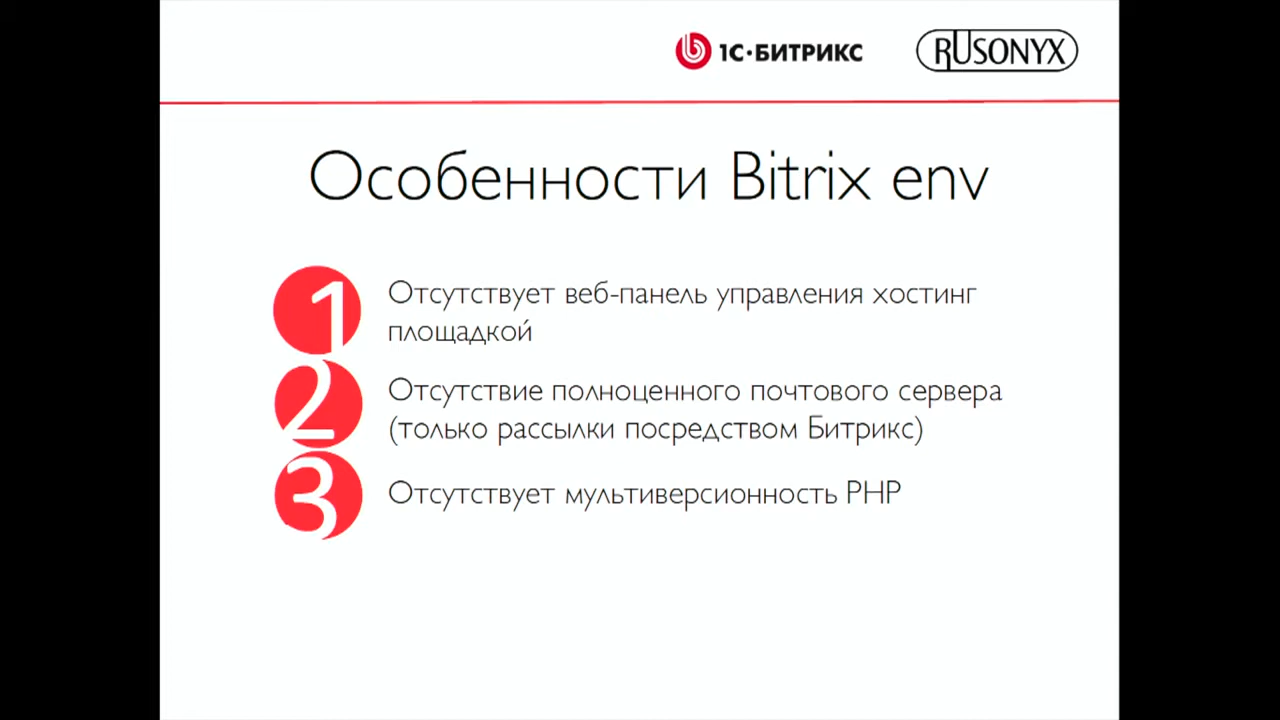 1С·БИТРИКС
RUSONYX
Особенности Bitrix env
1
Отсутствует веб-панель управления хостинг
площадкой
2
Отсутствие полноценного почтового сервера
(только рассылки посредством Битрикс)
3
Отсутствует мультиверсионность PHP